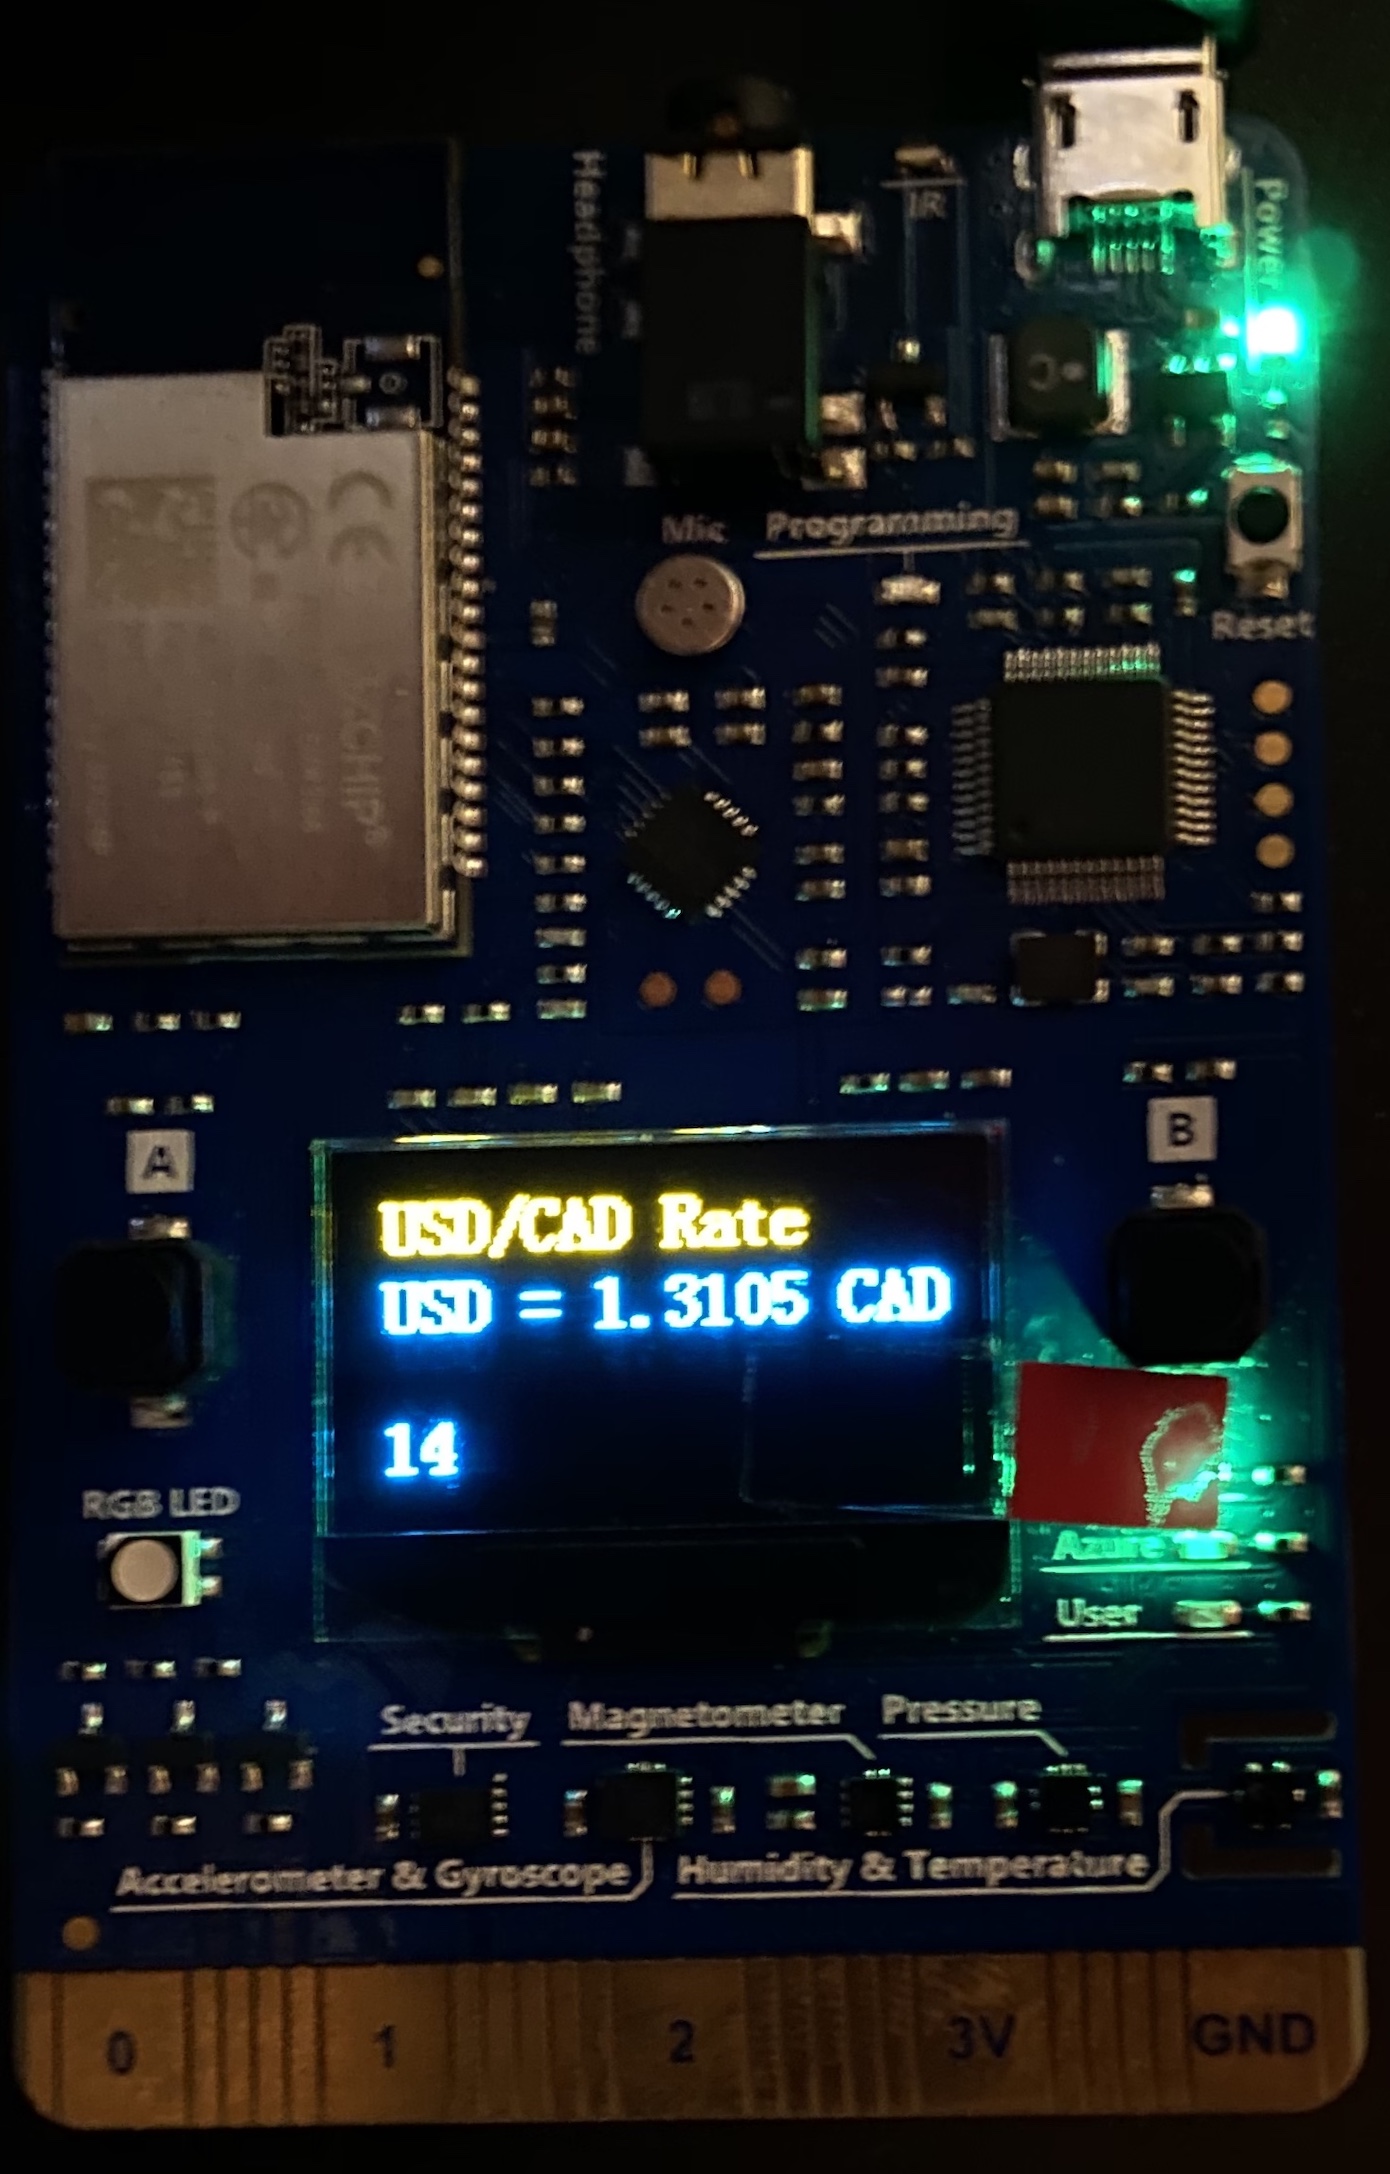 Headphone
IR
Power
Mic
Programming
Reset
A
B
USD/CAD Rate
USD = 1.3105 CAD
14
RGB LED
Azure
User
Security
Magnetometer
Pressure
Accelerometer & Gyroscope
Humidity & Temperature
0
1
2
3V
GND